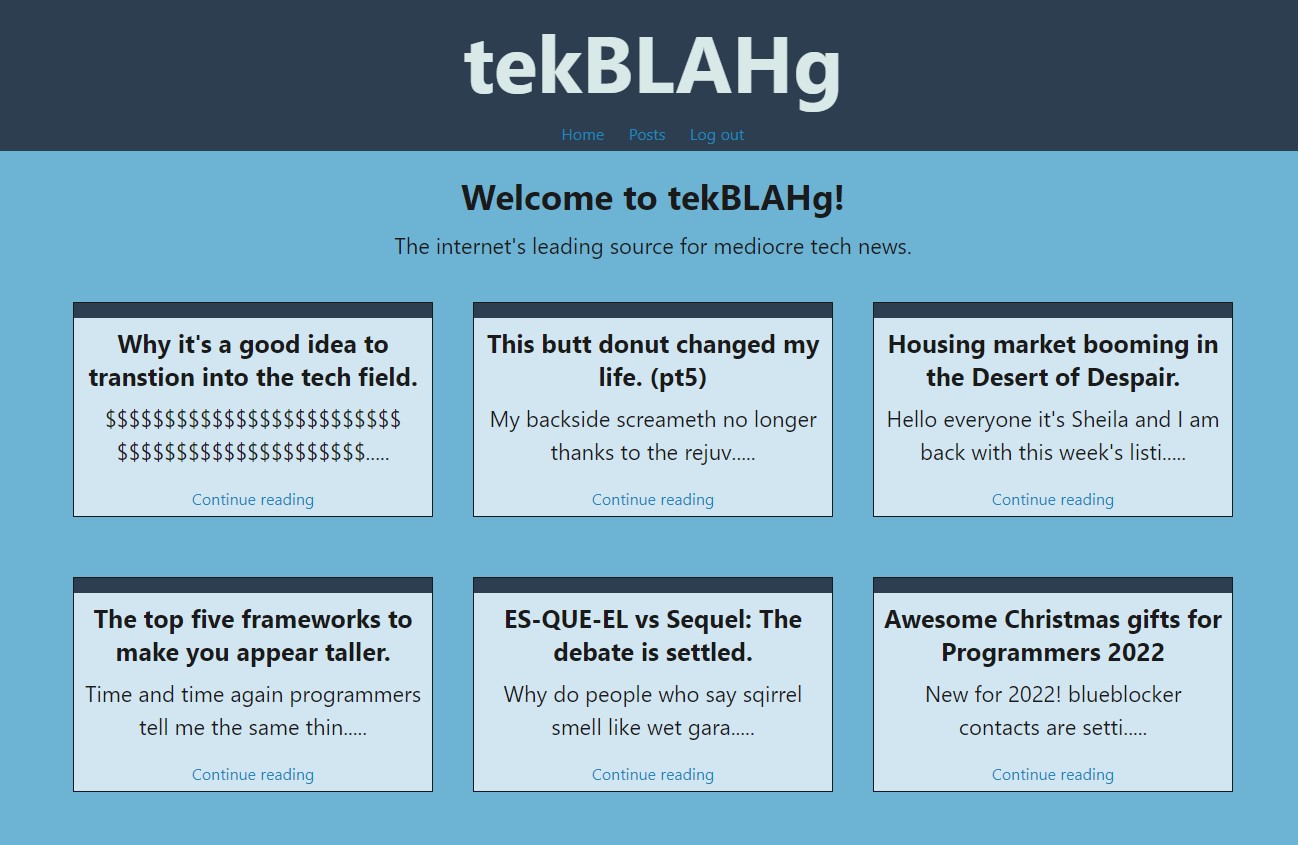 tekBLAHg
Home Posts Log out
Welcome to tekBLAHg!
The internet's leading source for mediocre tech news.
Why it's a good idea to
transtion into the tech field.
$$$$$$$$$$$$$$$$$$$$$$$$$
$$$$$$$$$$$$$$$$$$$$$.....
Continue reading
This butt donut changed my
life. (pt5)
My backside screameth no longer
thanks to the rejuv.....
Continue reading
Housing market booming in
the Desert of Despair.
Hello everyone it's Sheila and I am
back with this week's listi.....
Continue reading
The top five frameworks to
make you appear taller.
Time and time again programmers
tell me the same thin.....
Continue reading
ES-QUE-EL vs Sequel: The
debate is settled.
Why do people who say sqirrel
smell like wet gara.....
Continue reading
Awesome Christmas gifts for
Programmers 2022
New for 2022! blueblocker
contacts are setti.....
Continue reading